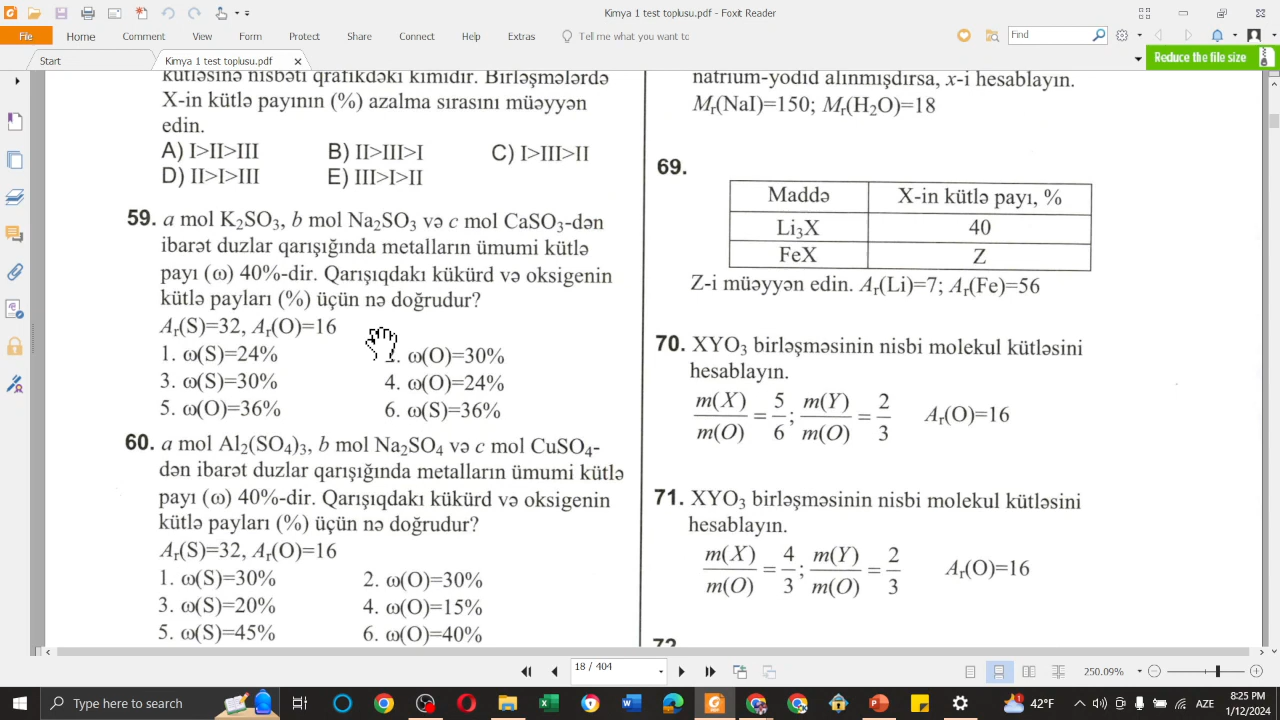 Kimya 1 test toplusu.pdf - Foxit Reader
File Home Comment View Form Protect Share Connect Help Tell me what you want to
Find
Start
Kimya 1 test toplusu.pdf
Reduce the file size
kütləsinə nisbəti qrafikdəki kimidir. Birləşmələrdə
X-in kütlə payının (%) azalma sırasını müəyyən
edin.
A) I>II>III B) II>III>I C) I>III>II
D) II>I>III E) III>I>II
59. a mol K₂SO₃, b mol Na₂SO₃ və c mol CaSO₃-dən
ibarət duzlar qarışığında metalların ümumi kütlə
payı (ω) 40%-dir. Qarışıqdakı kükürd və oksigenin
kütlə payları (%) üçün nə doğrudur?
Aᵣ(S)=32, Aᵣ(O)=16
1. ω(S)=24% ω(O)=30%
3. ω(S)=30% 4. ω(O)=24%
5. ω(O)=36% 6. ω(S)=36%
60. a mol Al₂(SO₄)₃, b mol Na₂SO₄ və c mol CuSO₄-
dən ibarət duzlar qarışığında metalların ümumi kütlə
payı (ω) 40%-dir. Qarışıqdakı kükürd və oksigenin
kütlə payları (%) üçün nə doğrudur?
Aᵣ(S)=32, Aᵣ(O)=16
1. ω(S)=30% 2. ω(O)=30%
3. ω(S)=20% 4. ω(O)=15%
5. ω(S)=45% 6. ω(O)=40%
natrium-yodid alınmışdırsa, x-i hesablayın.
Mᵣ(NaI)=150; Mᵣ(H₂O)=18
69.
Maddə X-in kütlə payı, %
Li₃X 40
FeX Z
Z-i müəyyən edin. Aᵣ(Li)=7; Aᵣ(Fe)=56
70. XYO₃ birləşməsinin nisbi molekul kütləsini
hesablayın.
m(X)/m(O) = 5/6; m(Y)/m(O) = 2/3 Aᵣ(O)=16
71. XYO₃ birləşməsinin nisbi molekul kütləsini
hesablayın.
m(X)/m(O) = 4/3; m(Y)/m(O) = 2/3 Aᵣ(O)=16
18 / 404
250.09%
Type here to search
42°F
AZE
8:25 PM
1/12/2024